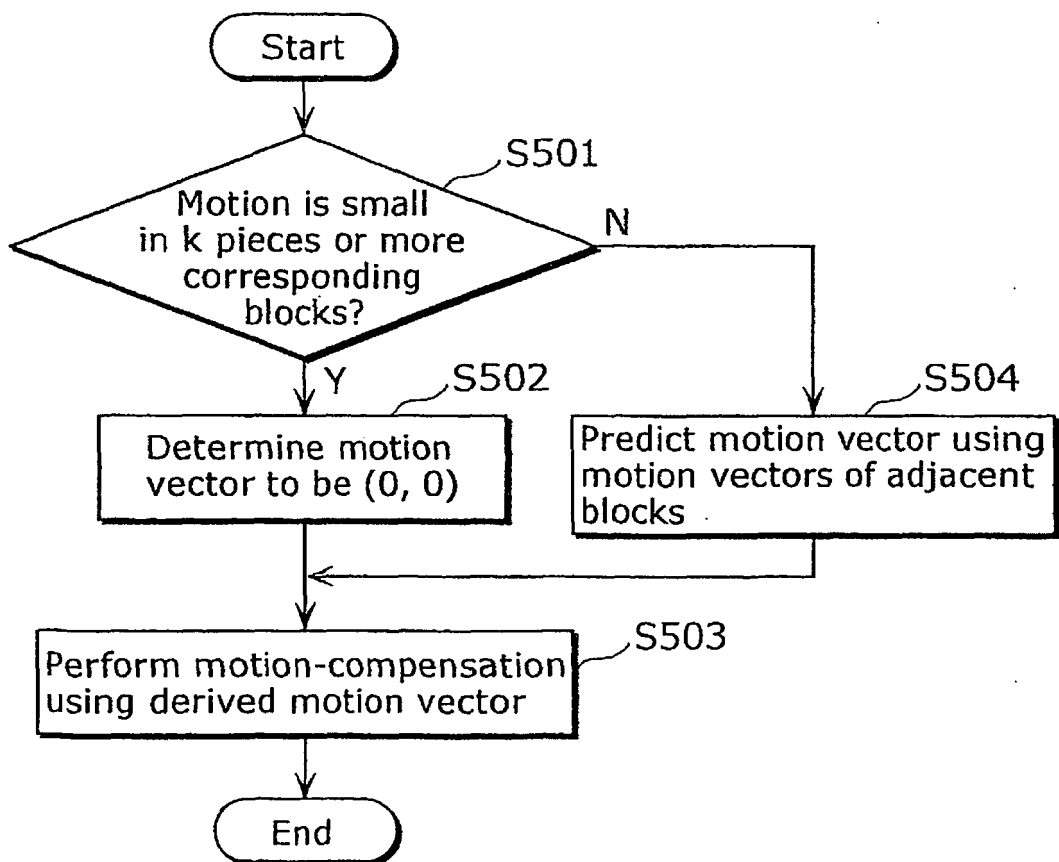 Start
S501
Motion is small
in k pieces or more
corresponding
blocks?
N
Y
S502
Determine motion
vector to be (0, 0)
S504
Predict motion vector using
motion vectors of adjacent
blocks
S503
Perform motion-compensation
using derived motion vector
End